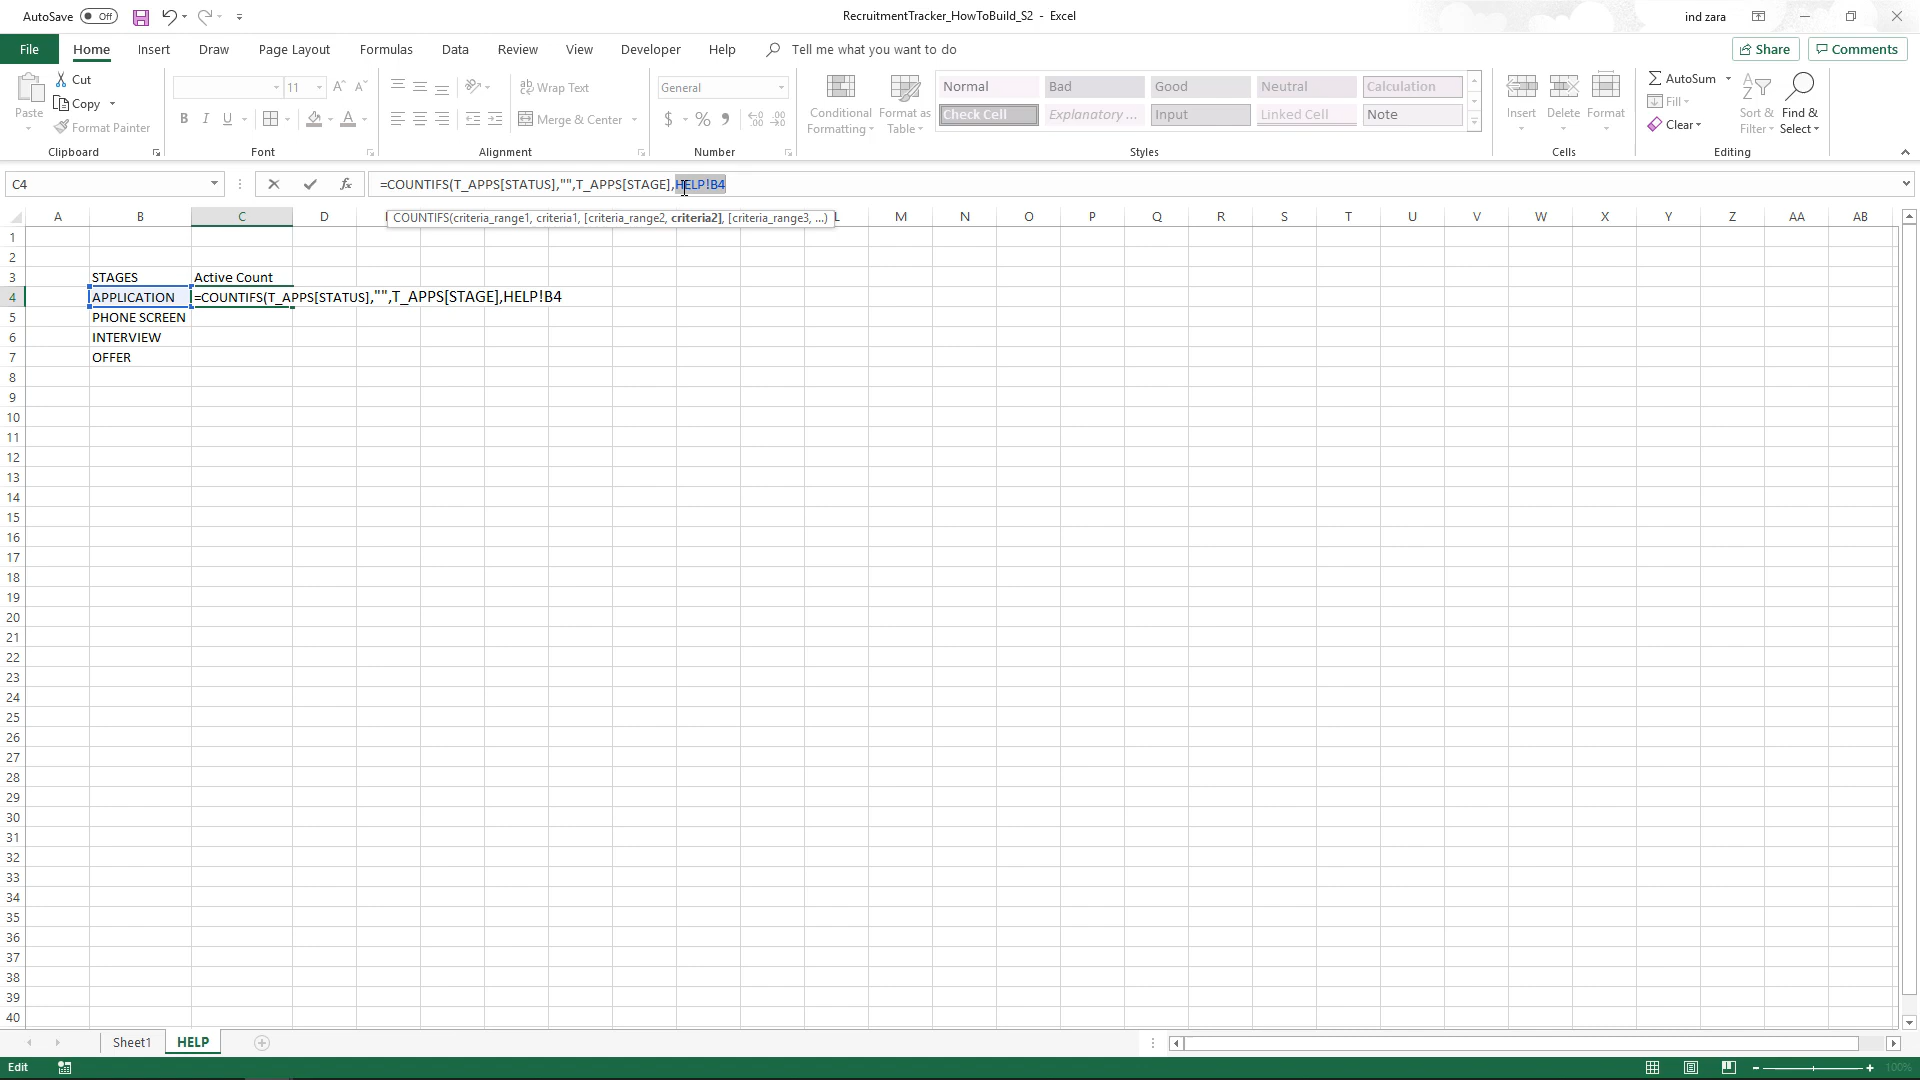 AutoSave Off
RecruitmentTracker_HowToBuild_S2 - Excel
ind zara
File Home Insert Draw Page Layout Formulas Data Review View Developer Help Tell me what you want to do
Share Comments
Paste
Cut
Copy
Format Painter
Clipboard
11
B I U
Font
Wrap Text
Merge & Center
Alignment
General
$ %
Number
Conditional Formatting
Format as Table
Normal Bad Good Neutral Calculation
Check Cell Explanatory ... Input Linked Cell Note
Styles
Insert Delete Format
Cells
AutoSum
Fill
Clear
Sort & Filter
Find & Select
Editing
C4
fx
=COUNTIFS(T_APPS[STATUS],"",T_APPS[STAGE],HELP!B4
COUNTIFS(criteria_range1, criteria1, [criteria_range2, criteria2], [criteria_range3, ...)
A B C D L M N O P Q R S T U V W X Y Z AA AB
1
2
3 STAGES Active Count
4 APPLICATION =COUNTIFS(T_APPS[STATUS],"",T_APPS[STAGE],HELP!B4
5 PHONE SCREEN
6 INTERVIEW
7 OFFER
8
9
10
11
12
13
14
15
16
17
18
19
20
21
22
23
24
25
26
27
28
29
30
31
32
33
34
35
36
37
38
39
40
Sheet1 HELP
Edit
100%